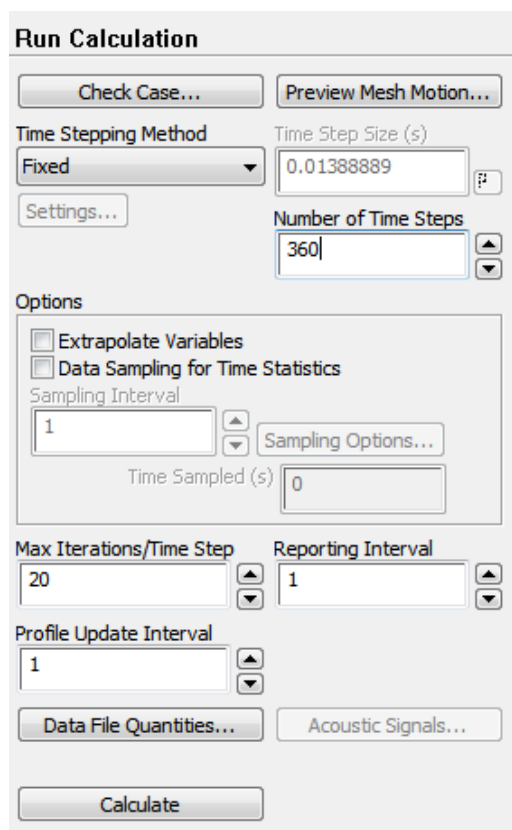 Run Calculation
Check Case... Preview Mesh Motion...
Time Stepping Method Time Step Size (s)
Fixed 0.01388889
Settings... Number of Time Steps
360
Options
Extrapolate Variables
Data Sampling for Time Statistics
Sampling Interval
1 Sampling Options...
Time Sampled (s) 0
Max Iterations/Time Step Reporting Interval
20 1
Profile Update Interval
1
Data File Quantities... Acoustic Signals...
Calculate